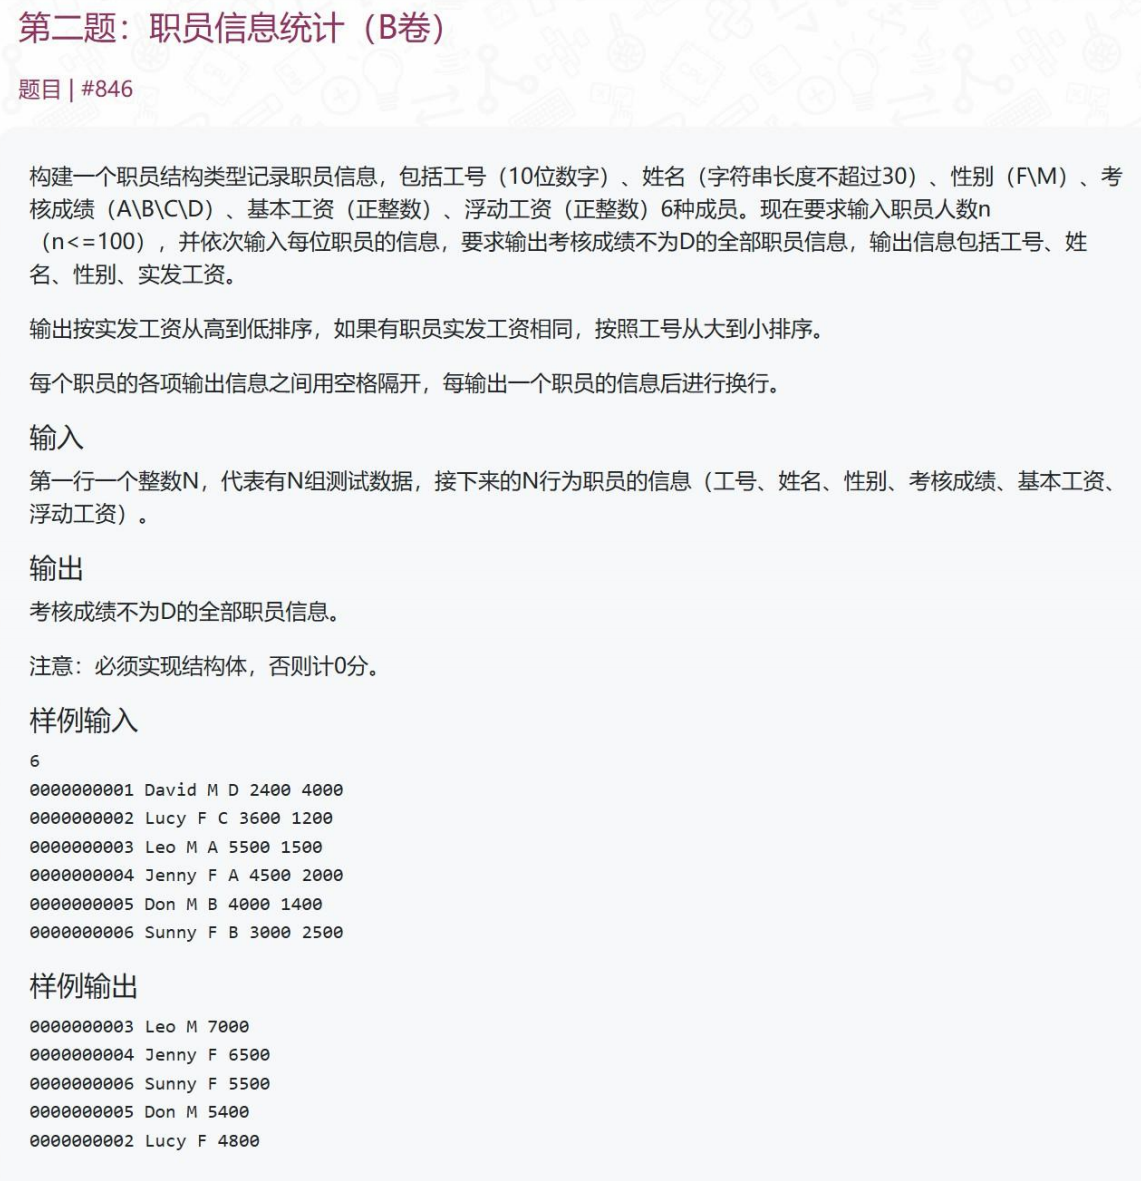 第二题：职员信息统计（B卷）
题目 | #846
构建一个职员结构类型记录职员信息，包括工号（10位数字）、姓名（字符串长度不超过30）、性别（F\M）、考
核成绩（A\B\C\D）、基本工资（正整数）、浮动工资（正整数）6种成员。现在要求输入职员人数n
（n<=100），并依次输入每位职员的信息，要求输出考核成绩不为D的全部职员信息，输出信息包括工号、姓
名、性别、实发工资。
输出按实发工资从高到低排序，如果有职员实发工资相同，按照工号从大到小排序。
每个职员的各项输出信息之间用空格隔开，每输出一个职员的信息后进行换行。
输入
第一行一个整数N，代表有N组测试数据，接下来的N行为职员的信息（工号、姓名、性别、考核成绩、基本工资、
浮动工资）。
输出
考核成绩不为D的全部职员信息。
注意：必须实现结构体，否则计0分。
样例输入
6
0000000001 David M D 2400 4000
0000000002 Lucy F C 3600 1200
0000000003 Leo M A 5500 1500
0000000004 Jenny F A 4500 2000
0000000005 Don M B 4000 1400
0000000006 Sunny F B 3000 2500
样例输出
0000000003 Leo M 7000
0000000004 Jenny F 6500
0000000006 Sunny F 5500
0000000005 Don M 5400
0000000002 Lucy F 4800